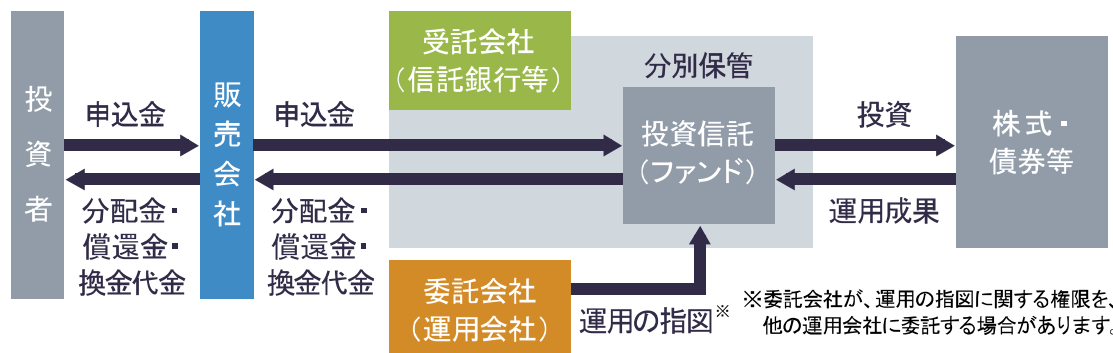 投資者
申込金
分配金・
償還金・
換金代金
販売会社
申込金
分配金・
償還金・
換金代金
受託会社
（信託銀行等）
分別保管
投資信託
（ファンド）
委託会社
（運用会社）
運用の指図※
投資
運用成果
株式・
債券等
※委託会社が、運用の指図に関する権限を、
他の運用会社に委託する場合があります。